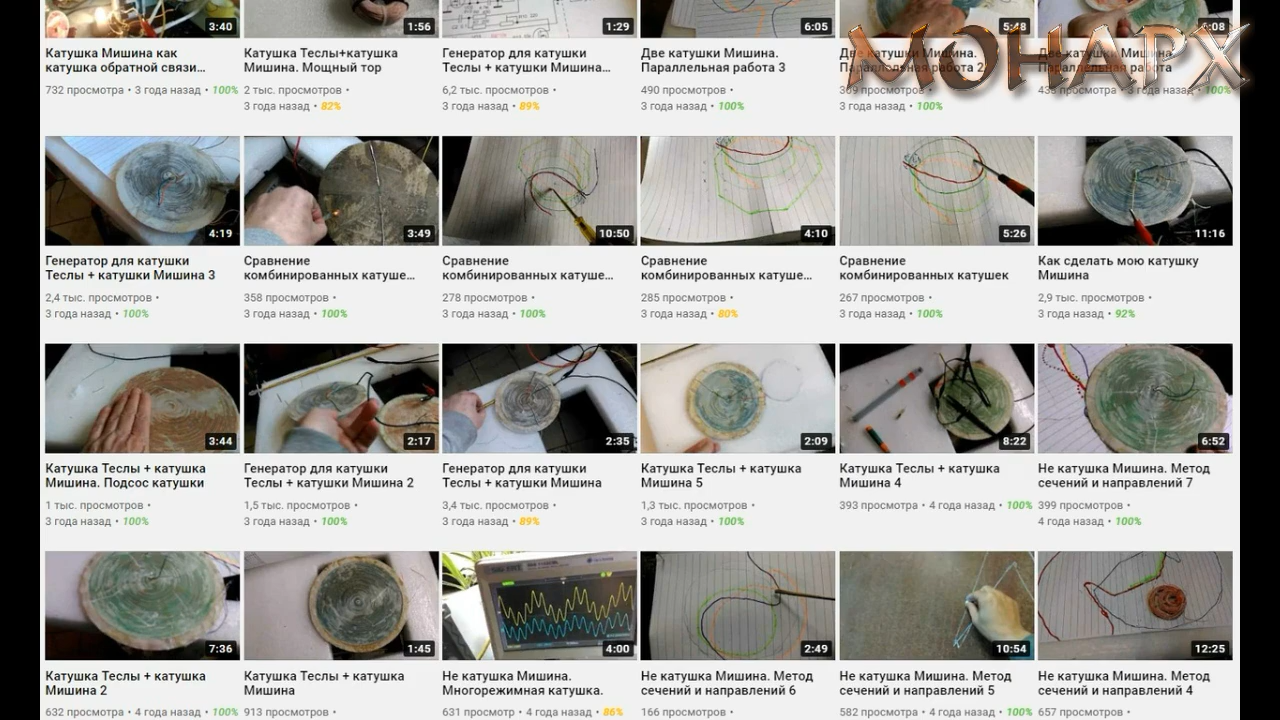 3:40
1:56
1:29
6:05
5:48
6:08
МОНАРХ
Катушка Мишина как
катушка обратной связи...
732 просмотра • 3 года назад • 100%
Катушка Теслы+катушка
Мишина. Мощный тор
2 тыс. просмотров •
3 года назад • 82%
Генератор для катушки
Теслы + катушки Мишина...
6,2 тыс. просмотров •
3 года назад • 89%
Две катушки Мишина.
Параллельная работа 3
490 просмотров •
3 года назад • 100%
Две катушки Мишина.
Параллельная работа 2
просмотров •
3 года назад • 100%
Две катушки Мишина.
Параллельная работа
просмотра • 3 года назад • 100%
4:19
3:49
10:50
4:10
5:26
11:16
Генератор для катушки
Теслы + катушки Мишина 3
2,4 тыс. просмотров •
3 года назад • 100%
Сравнение
комбинированных катуше...
358 просмотров •
3 года назад • 100%
Сравнение
комбинированных катуше...
278 просмотров •
3 года назад • 100%
Сравнение
комбинированных катуше...
285 просмотров •
3 года назад • 80%
Сравнение
комбинированных катушек
267 просмотров •
3 года назад • 100%
Как сделать мою катушку
Мишина
2,9 тыс. просмотров •
3 года назад • 92%
3:44
2:17
2:35
2:09
8:22
6:52
Катушка Теслы + катушка
Мишина. Подсос катушки
1 тыс. просмотров •
3 года назад • 100%
Генератор для катушки
Теслы + катушки Мишина 2
1,5 тыс. просмотров •
3 года назад • 100%
Генератор для катушки
Теслы + катушки Мишина
3,4 тыс. просмотров •
3 года назад • 89%
Катушка Теслы + катушка
Мишина 5
1,3 тыс. просмотров •
3 года назад • 100%
Катушка Теслы + катушка
Мишина 4
393 просмотра • 4 года назад • 100%
Не катушка Мишина. Метод
сечений и направлений 7
399 просмотров •
4 года назад • 100%
7:36
1:45
4:00
2:49
10:54
12:25
Катушка Теслы + катушка
Мишина 2
632 просмотра • 4 года назад • 100%
Катушка Теслы + катушка
Мишина
913 просмотров •
Не катушка Мишина.
Многорежимная катушка.
631 просмотр • 4 года назад • 86%
Не катушка Мишина. Метод
сечений и направлений 6
166 просмотров •
Не катушка Мишина. Метод
сечений и направлений 5
582 просмотра • 4 года назад • 100%
Не катушка Мишина. Метод
сечений и направлений 4
657 просмотров •